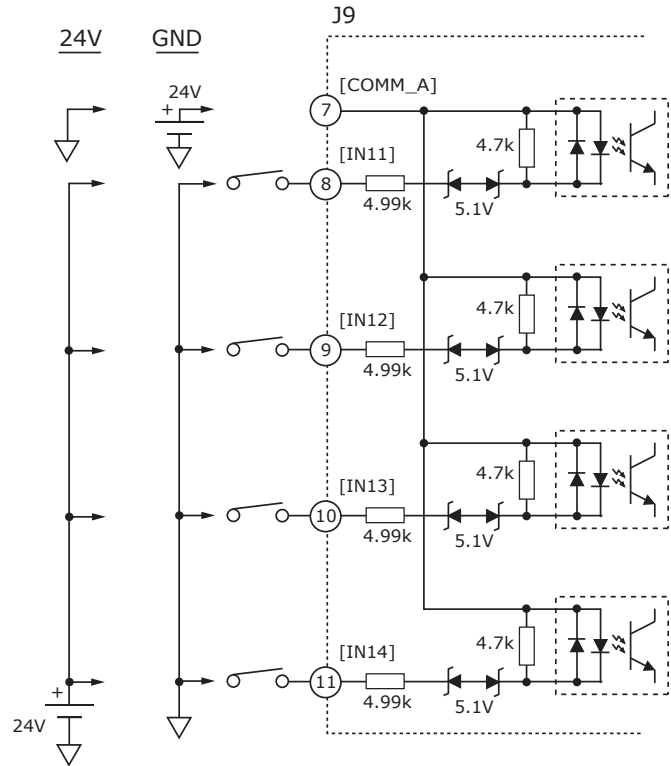 J9
24V GND
24V
+
7 [COMM_A]
4.7k
[IN11]
8
4.99k 5.1V
4.7k
[IN12]
9
4.99k 5.1V
4.7k
[IN13]
10
4.99k 5.1V
4.7k
[IN14]
11
4.99k 5.1V
+
24V